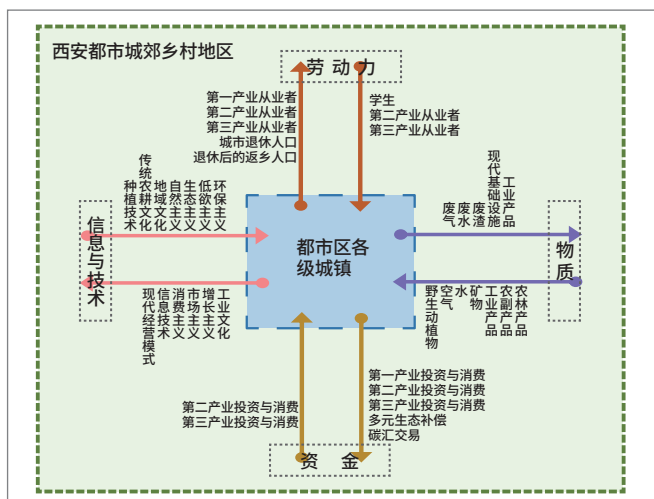 西安都市城郊乡村地区
劳动力
第一产业从业者
第二产业从业者
第三产业从业者
城市退休人口
退休后的返乡人口
学生
第二产业从业者
第三产业从业者
信息与技术
种植技术
传统农耕文化
地域文化
自然主义
生态主义
低欲主义
环保主义
现代经营模式
信息技术
消费主义
市场主义
增长主义
工业文化
都市区各
级城镇
废气
废水
废渣
现代基础设施
工业产品
物质
野生动植物
空气
水
矿物
工业产品
农副产品
农林产品
第二产业投资与消费
第三产业投资与消费
第一产业投资与消费
第二产业投资与消费
第三产业投资与消费
多元生态补偿
碳汇交易
资 金